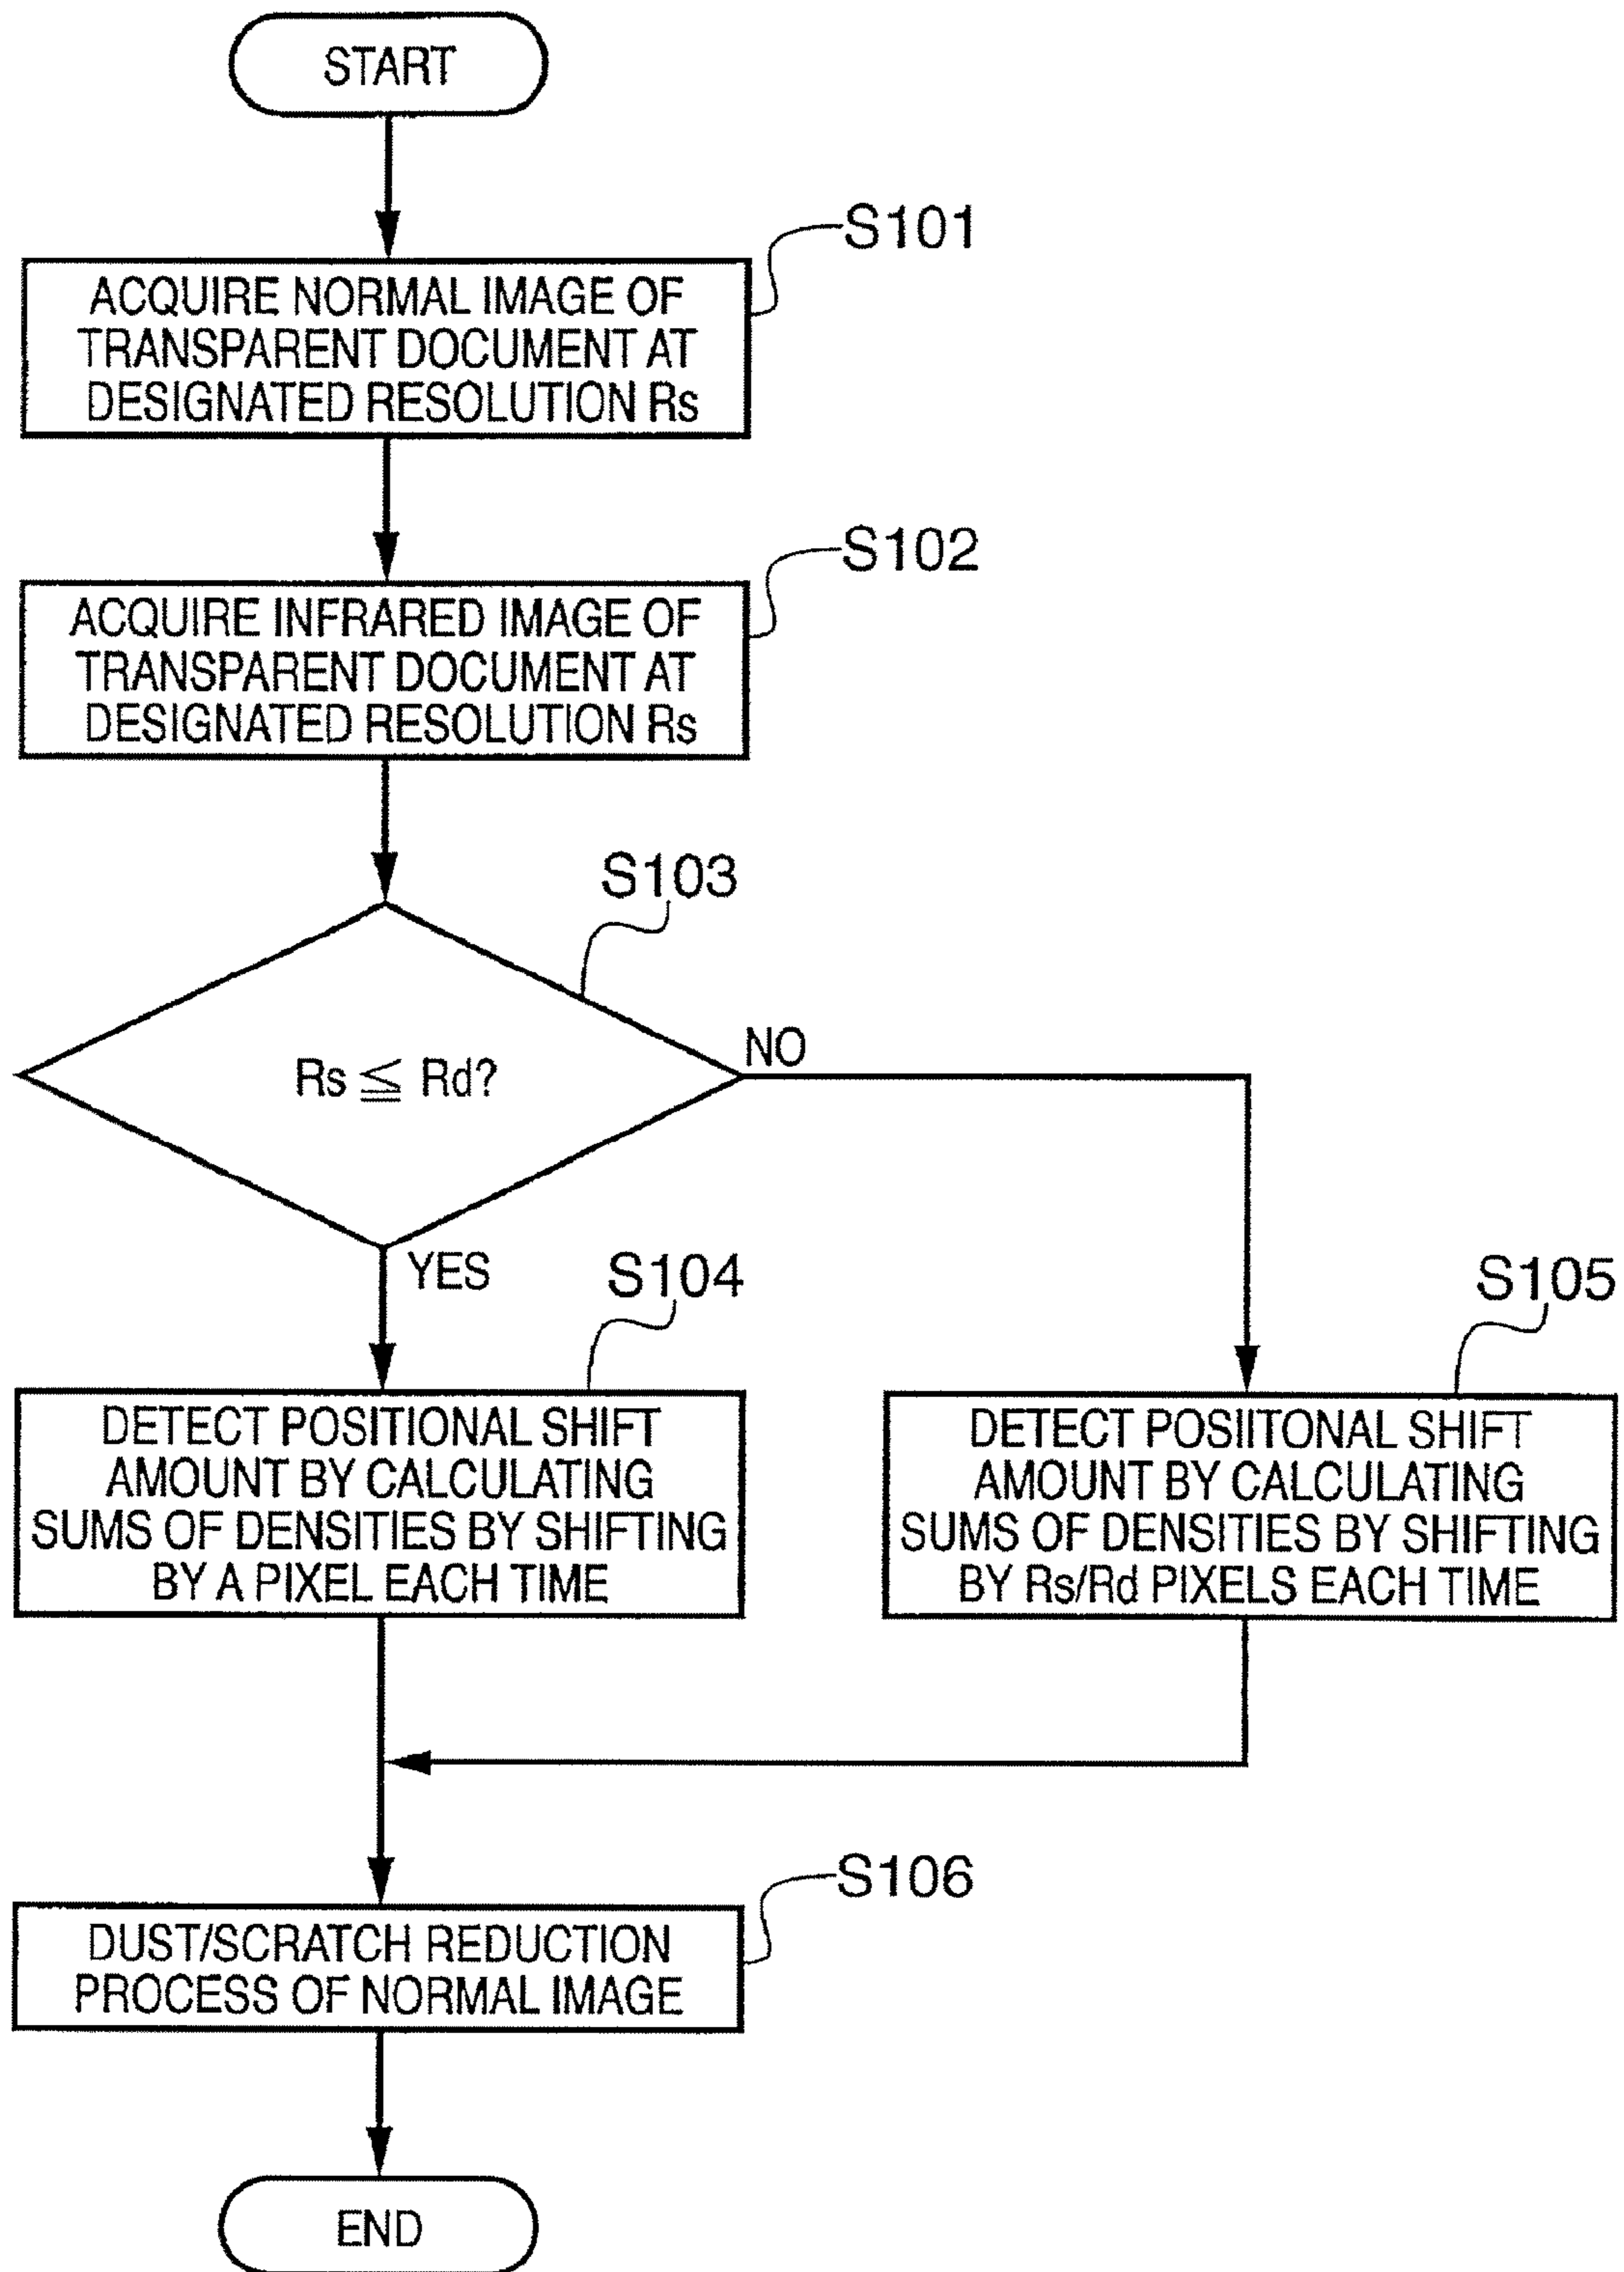 START
S101
ACQUIRE NORMAL IMAGE OF
TRANSPARENT DOCUMENT AT
DESIGNATED RESOLUTION Rs
S102
ACQUIRE INFRARED IMAGE OF
TRANSPARENT DOCUMENT AT
DESIGNATED RESOLUTION Rs
S103
Rs ≦ Rd?
NO
YES
S104
DETECT POSITIONAL SHIFT
AMOUNT BY CALCULATING
SUMS OF DENSITIES BY SHIFTING
BY A PIXEL EACH TIME
S105
DETECT POSIITONAL SHIFT
AMOUNT BY CALCULATING
SUMS OF DENSITIES BY SHIFTING
BY Rs/Rd PIXELS EACH TIME
S106
DUST/SCRATCH REDUCTION
PROCESS OF NORMAL IMAGE
END